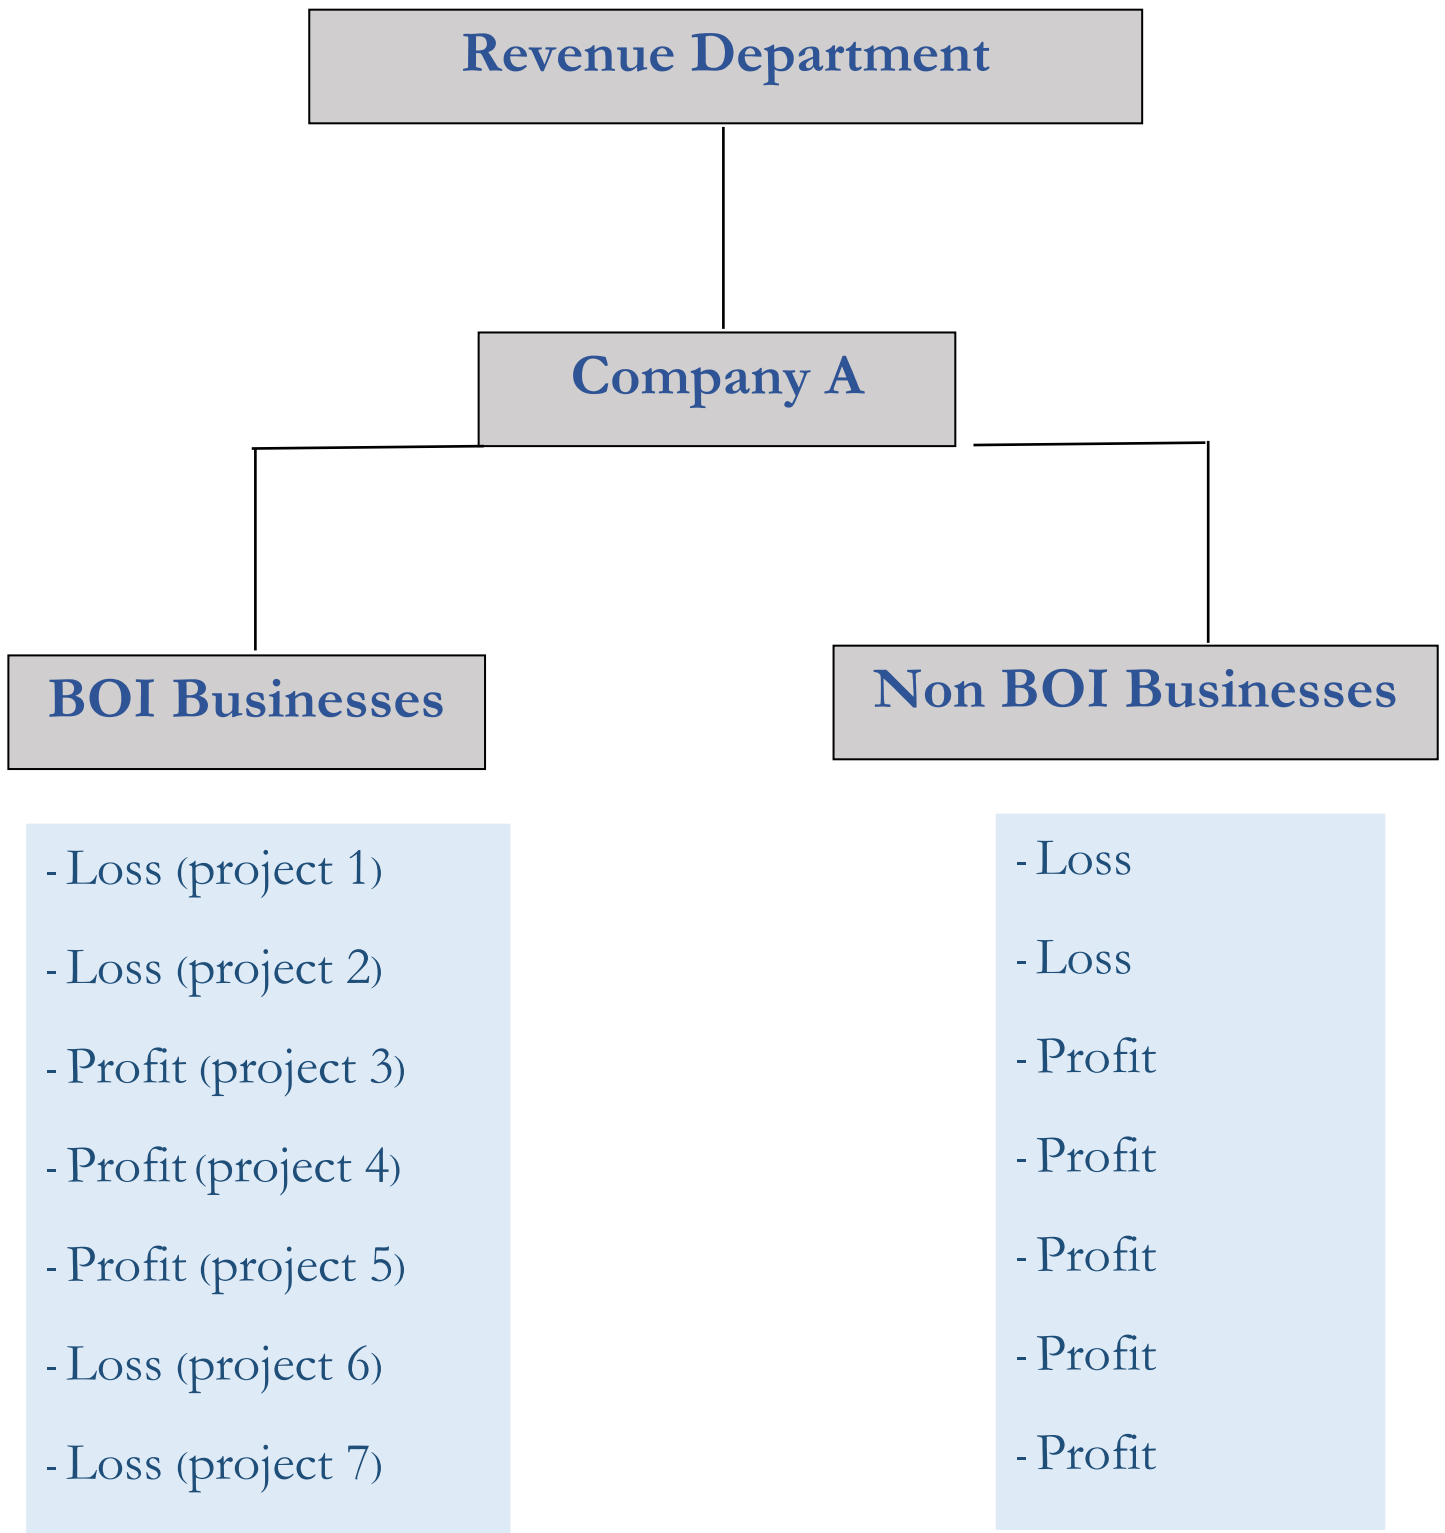 Revenue Department
Company A
BOI Businesses
Non BOI Businesses
- Loss (project 1)
- Loss (project 2)
- Profit (project 3)
- Profit (project 4)
- Profit (project 5)
- Loss (project 6)
- Loss (project 7)
- Loss
- Loss
- Profit
- Profit
- Profit
- Profit
- Profit